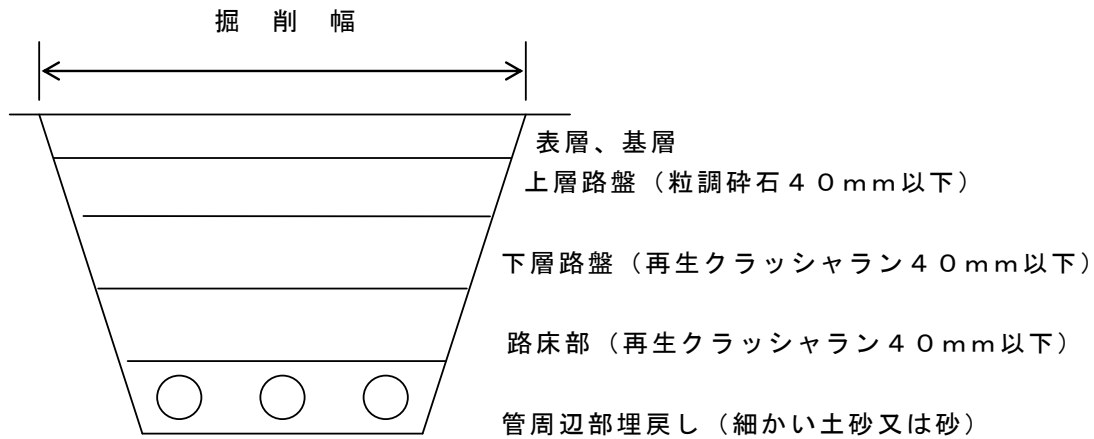 掘　削　幅
表層、基層
上層路盤（粒調砕石４０ｍｍ以下）
下層路盤（再生クラッシャラン４０ｍｍ以下）
路床部（再生クラッシャラン４０ｍｍ以下）
管周辺部埋戻し（細かい土砂又は砂）